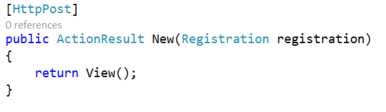 [HttpPost]
0 references
public ActionResult New(Registration registration)
{
    return View();
}